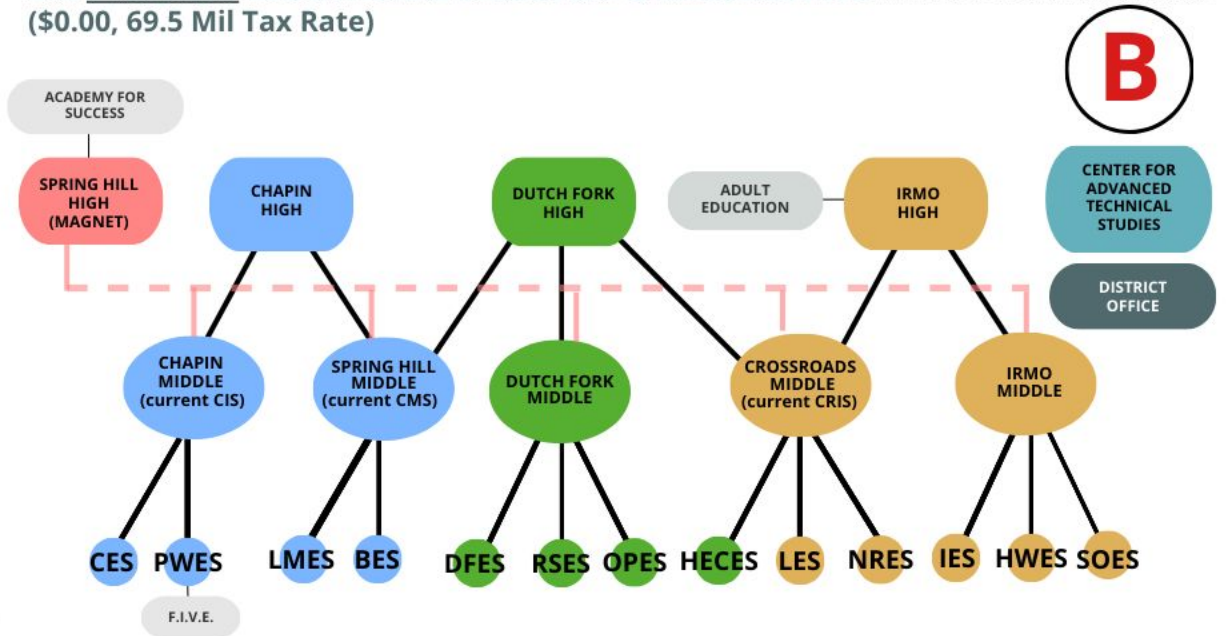 ($0.00, 69.5 Mil Tax Rate)
B
ACADEMY FOR
SUCCESS
SPRING HILL
HIGH
(MAGNET)
CHAPIN
HIGH
DUTCH FORK
HIGH
ADULT
EDUCATION
IRMO
HIGH
CENTER FOR
ADVANCED
TECHNICAL
STUDIES
DISTRICT
OFFICE
CHAPIN
MIDDLE
(current CIS)
SPRING HILL
MIDDLE
(current CMS)
DUTCH FORK
MIDDLE
CROSSROADS
MIDDLE
(current CRIS)
IRMO
MIDDLE
CES
PWES
LMES
BES
DFES
RSES
OPES
HECES
LES
NRES
IES
HWES
SOES
F.I.V.E.